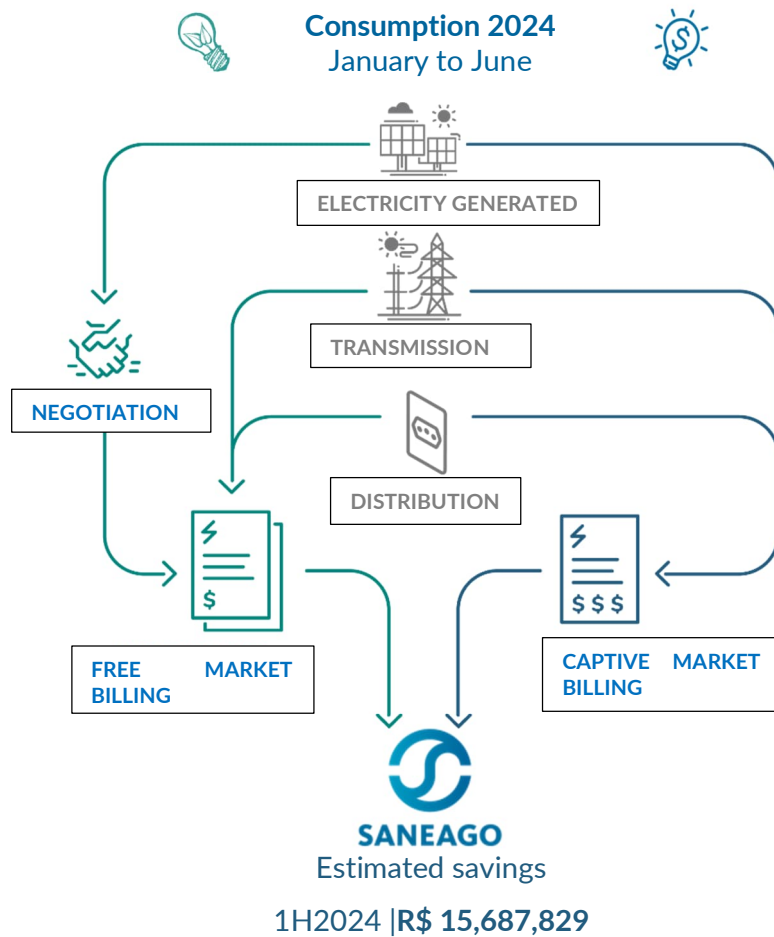 Consumption 2024
January to June
$
ELECTRICITY GENERATED
TRANSMISSION
NEGOTIATION
DISTRIBUTION
$
$ $ $
FREE MARKET
BILLING
CAPTIVE MARKET
BILLING
SANEAGO
Estimated savings
1H2024 |R$ 15,687,829